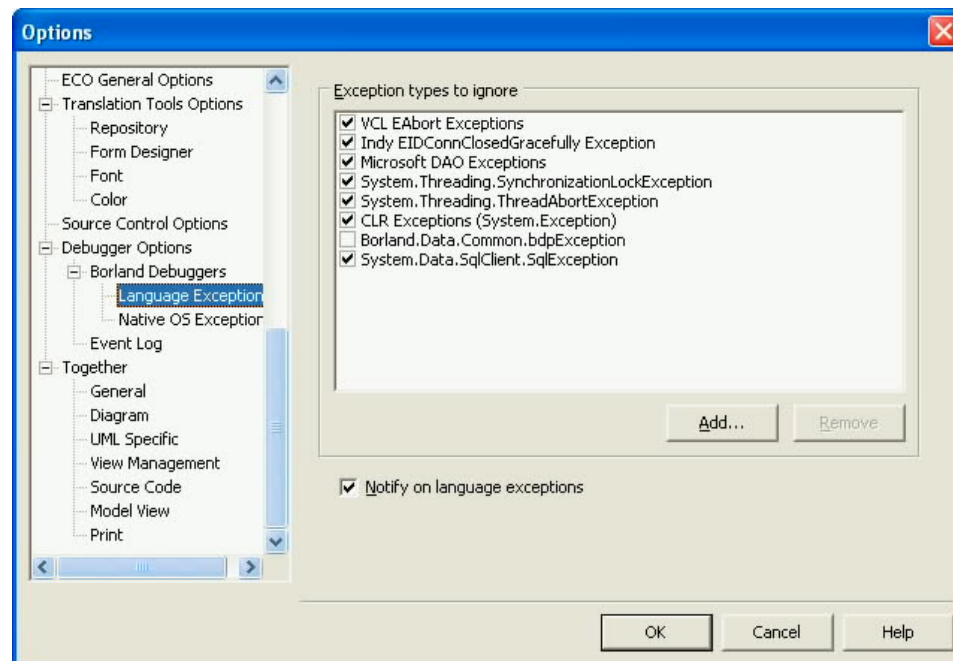 Options
ECO General Options
Translation Tools Options
Repository
Form Designer
Font
Color
Source Control Options
Debugger Options
Borland Debuggers
Language Exception
Native OS Exception
Event Log
Together
General
Diagram
UML Specific
View Management
Source Code
Model View
Print
Exception types to ignore
VCL EAbort Exceptions
Indy EIDConnClosedGracefully Exception
Microsoft DAO Exceptions
System.Threading.SynchronizationLockException
System.Threading.ThreadAbortException
CLR Exceptions (System.Exception)
Borland.Data.Common.bdpException
System.Data.SqlClient.SqlException
Add...
Remove
Notify on language exceptions
OK
Cancel
Help